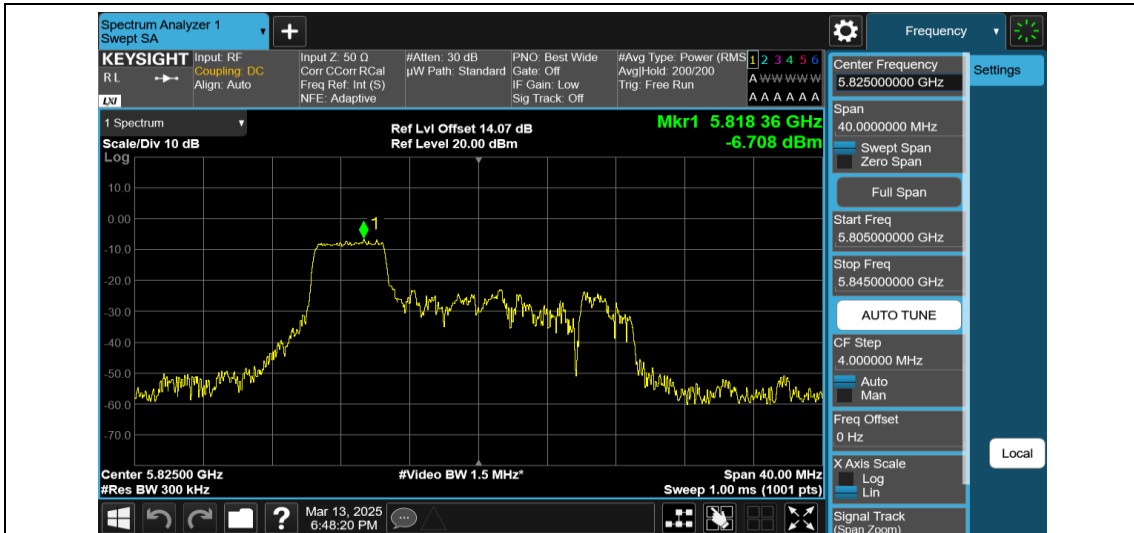 Spectrum Analyzer 1
Swept SA
+
Frequency
KEYSIGHT
R L
LXI
Input: RF
Coupling: DC
Align: Auto
Input Z: 50 Ω
Corr CCorr RCal
Freq Ref: Int (S)
NFE: Adaptive
#Atten: 30 dB
µW Path: Standard
PNO: Best Wide
Gate: Off
IF Gain: Low
Sig Track: Off
#Avg Type: Power (RMS
Avg|Hold: 200/200
Trig: Free Run
1 2 3 4 5 6
A W W W W W
A A A A A A
1 Spectrum
Scale/Div 10 dB
Log
Ref Lvl Offset 14.07 dB
Ref Level 20.00 dBm
Mkr1 5.818 36 GHz
-6.708 dBm
10.0
0.00
-10.0
-20.0
-30.0
-40.0
-50.0
-60.0
-70.0
1
Center 5.82500 GHz
#Res BW 300 kHz
#Video BW 1.5 MHz*
Span 40.00 MHz
Sweep 1.00 ms (1001 pts)
Center Frequency
5.825000000 GHz
Span
40.0000000 MHz
Swept Span
Zero Span
Full Span
Start Freq
5.805000000 GHz
Stop Freq
5.845000000 GHz
AUTO TUNE
CF Step
4.000000 MHz
Auto
Man
Freq Offset
0 Hz
X Axis Scale
Log
Lin
Signal Track
(Span Zoom)
Settings
Local
?
Mar 13, 2025
6:48:20 PM